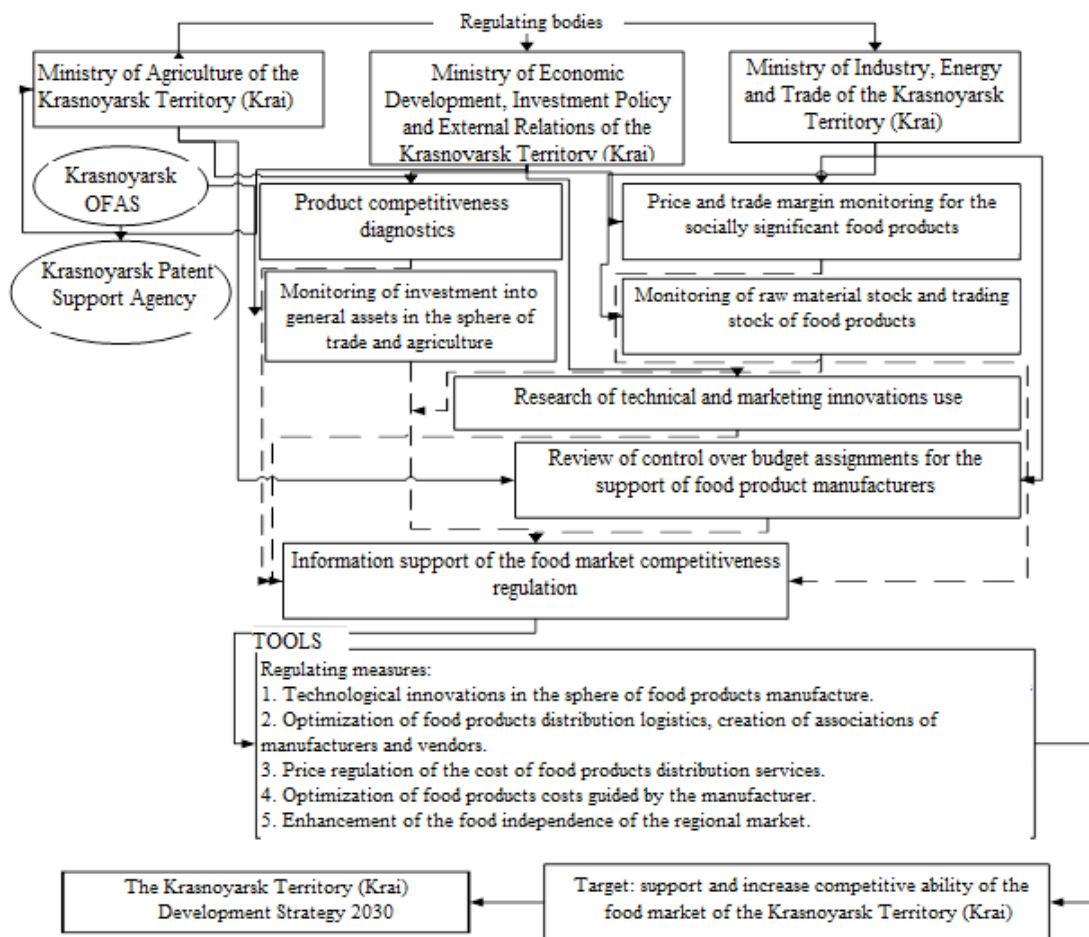 Regulating bodies
Ministry of Agriculture of the
Krasnoyarsk Territory (Krai)
Ministry of Economic
Development, Investment Policy
and External Relations of the
Krasnoyarsk Territory (Krai)
Ministry of Industry, Energy
and Trade of the Krasnoyarsk
Territory (Krai)
Krasnoyarsk
OFAS
Krasnoyarsk Patent
Support Agency
Product competitiveness
diagnostics
Price and trade margin monitoring for the
socially significant food products
Monitoring of investment into
general assets in the sphere of
trade and agriculture
Monitoring of raw material stock and trading
stock of food products
Research of technical and marketing innovations use
Review of control over budget assignments for the
support of food product manufacturers
Information support of the food market competitiveness
regulation
TOOLS
Regulating measures:
1. Technological innovations in the sphere of food products manufacture.
2. Optimization of food products distribution logistics, creation of associations of
manufacturers and vendors.
3. Price regulation of the cost of food products distribution services.
4. Optimization of food products costs guided by the manufacturer.
5. Enhancement of the food independence of the regional market.
The Krasnoyarsk Territory (Krai)
Development Strategy 2030
Target: support and increase competitive ability of the
food market of the Krasnoyarsk Territory (Krai)